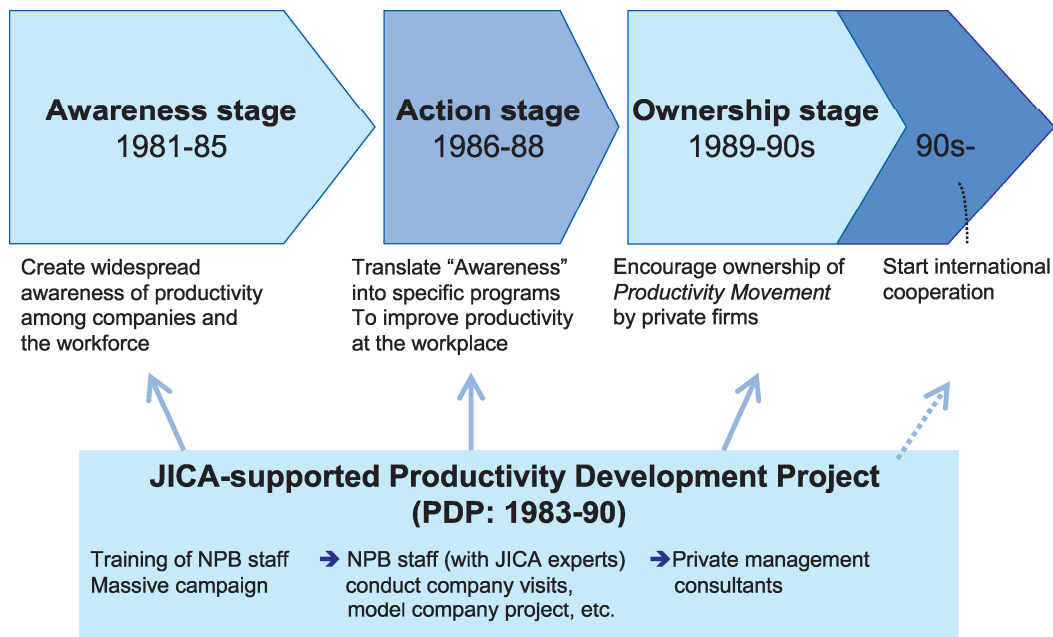 Awareness stage
1981-85
Action stage
1986-88
Ownership stage
1989-90s
90s-
Create widespread
awareness of productivity
among companies and
the workforce
Translate “Awareness”
into specific programs
To improve productivity
at the workplace
Encourage ownership of
Productivity Movement
by private firms
Start international
cooperation
JICA-supported Productivity Development Project
(PDP: 1983-90)
Training of NPB staff
Massive campaign
NPB staff (with JICA experts)
conduct company visits,
model company project, etc.
Private management
consultants